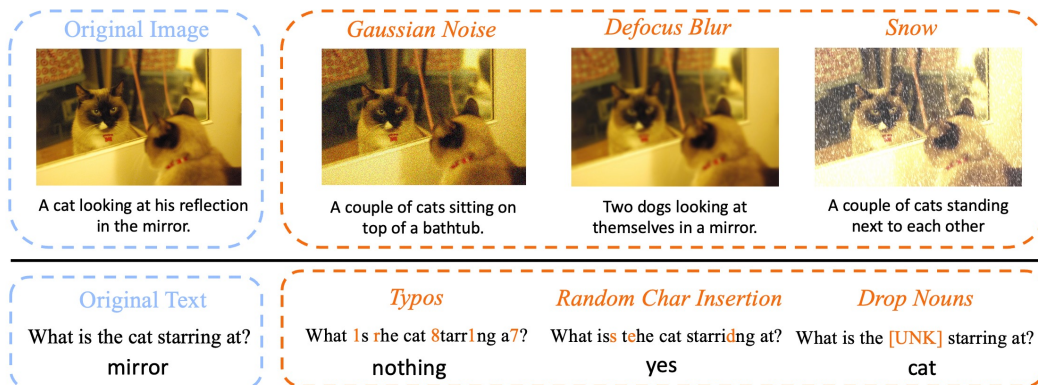 Original Image
Gaussian Noise
Defocus Blur
Snow
A cat looking at his reflection
in the mirror.
A couple of cats sitting on
top of a bathtub.
Two dogs looking at
themselves in a mirror.
A couple of cats standing
next to each other
Original Text
Typos
Random Char Insertion
Drop Nouns
What is the cat starring at?
What 1s rhe cat 8tarr1ng a7?
What iss tehe cat starridng at?
What is the [UNK] starring at?
mirror
nothing
yes
cat